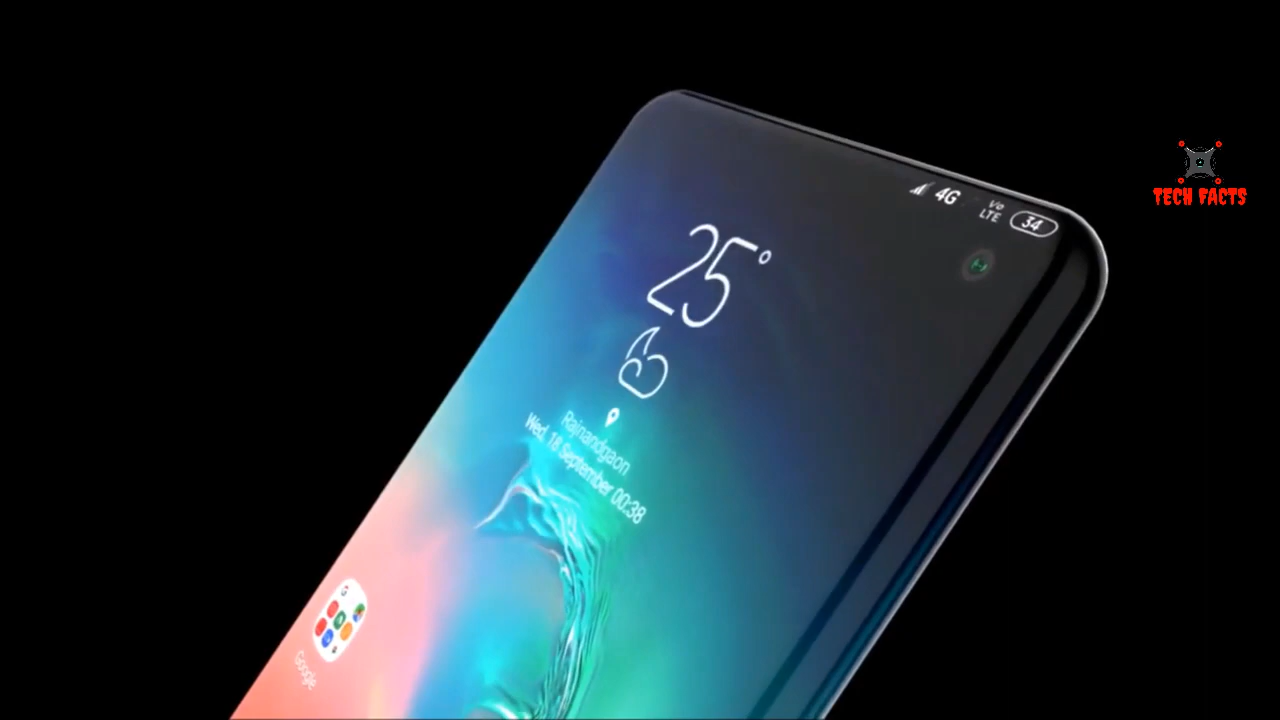 4G
Vo
LTE
34
TECH FACTS
25°
Rajnandgaon
Wed, 18 September 00:38
G
Google